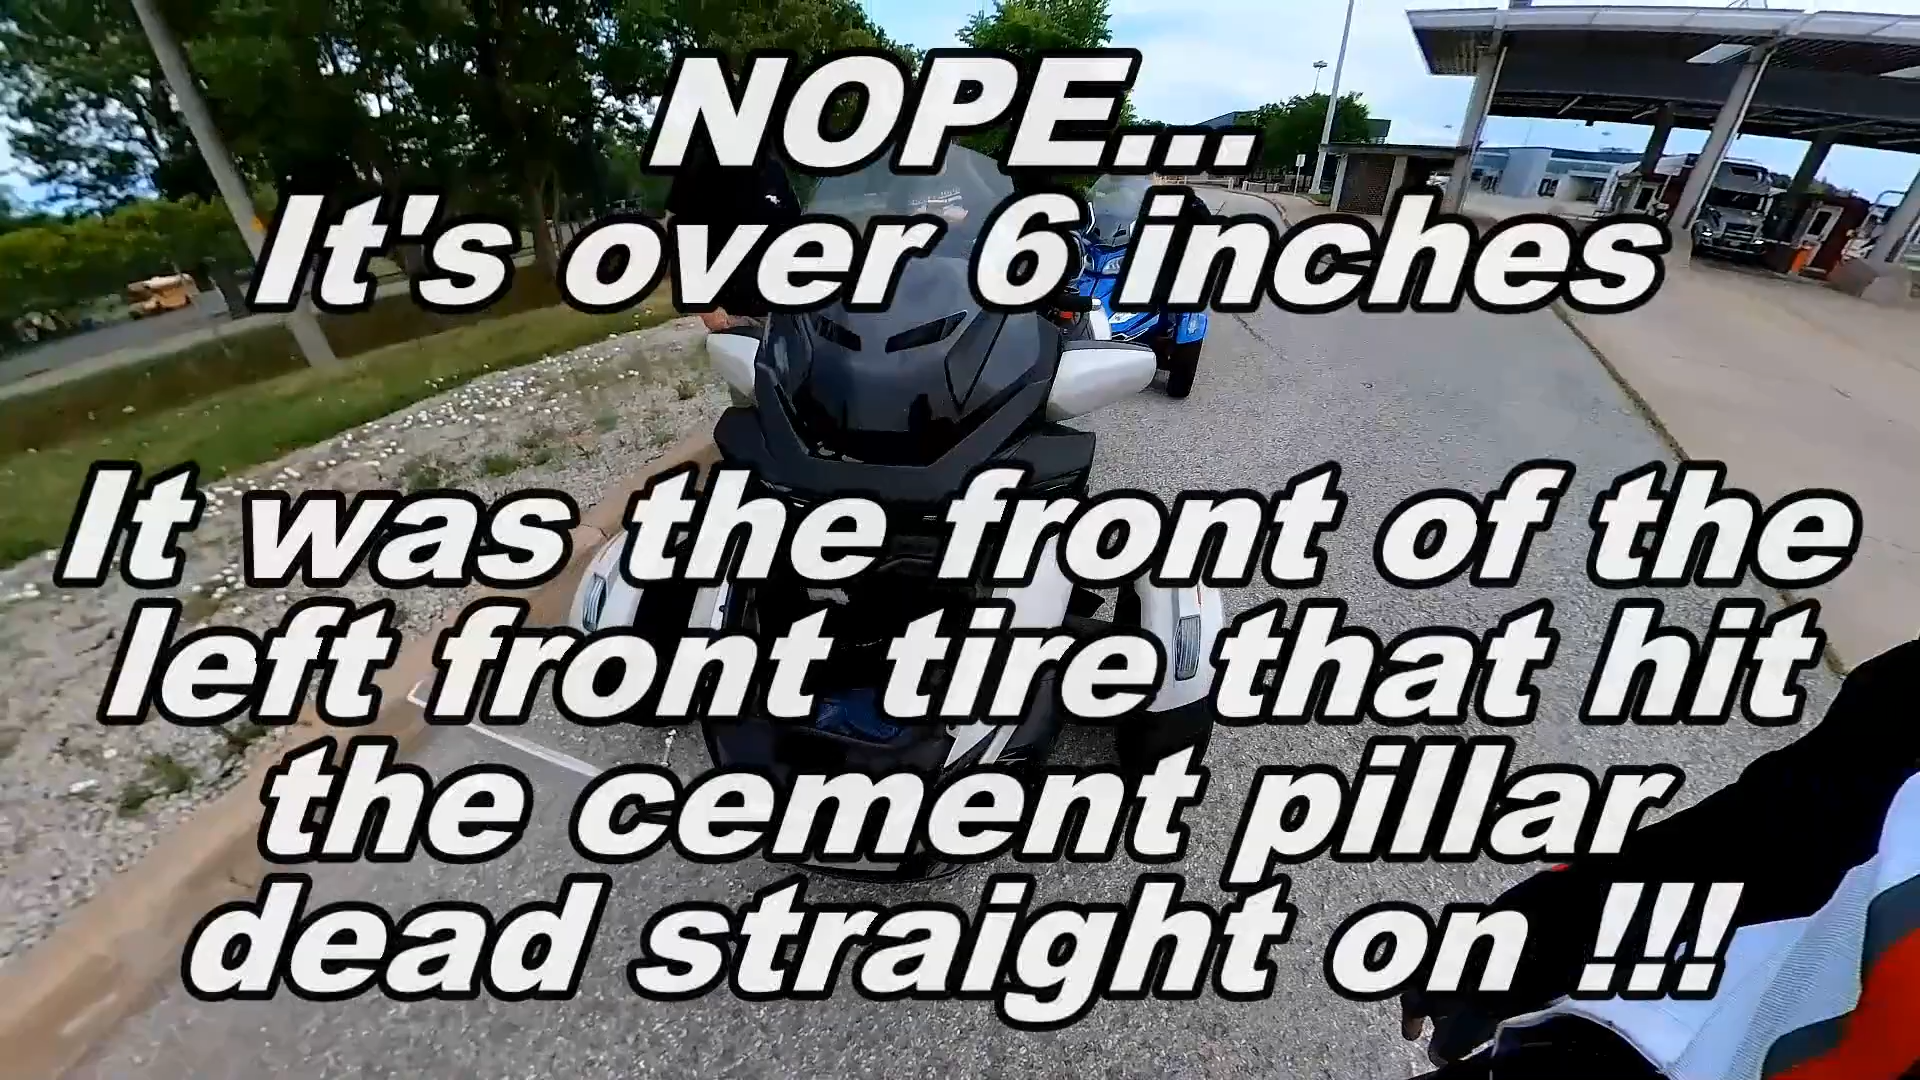 NOPE...
It's over 6 inches
It was the front of the
left front tire that hit
the cement pillar
dead straight on !!!